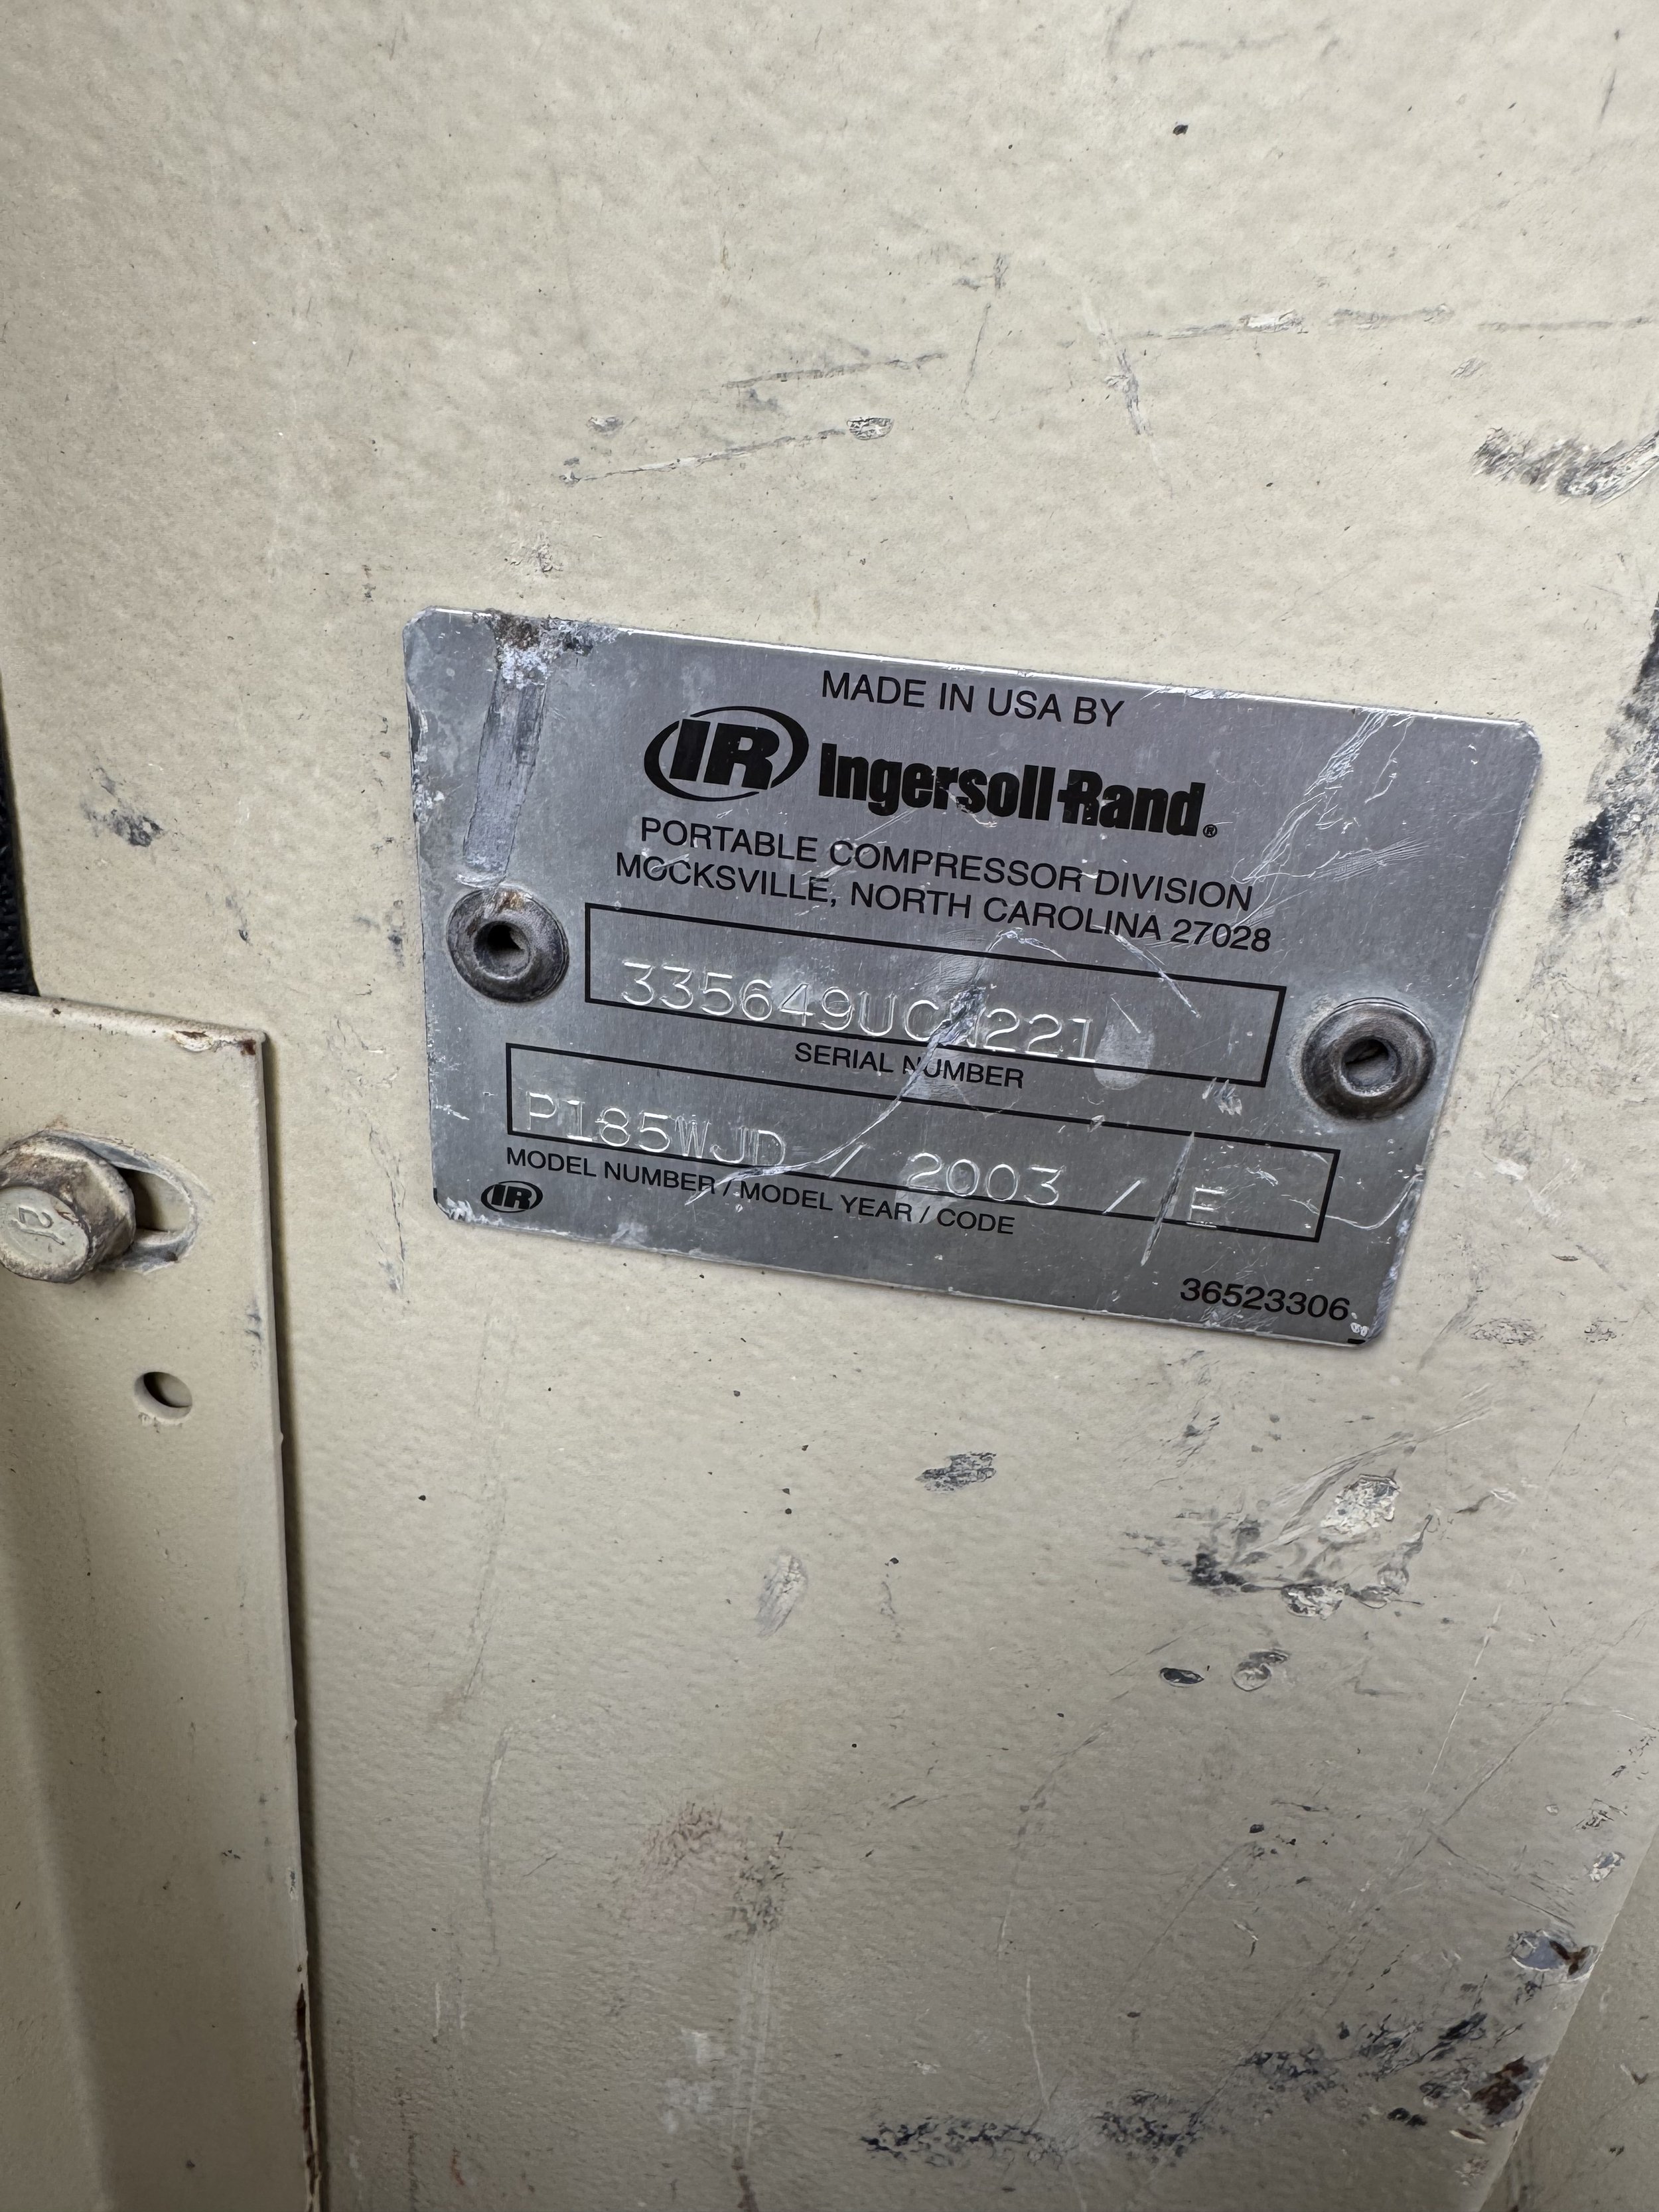 MADE IN USA BY
IR Ingersoll-Rand®
PORTABLE COMPRESSOR DIVISION
MOCKSVILLE, NORTH CAROLINA 27028
SERIAL NUMBER
P185WJD / 2003 / E
MODEL NUMBER / MODEL YEAR / CODE
IR
36523306